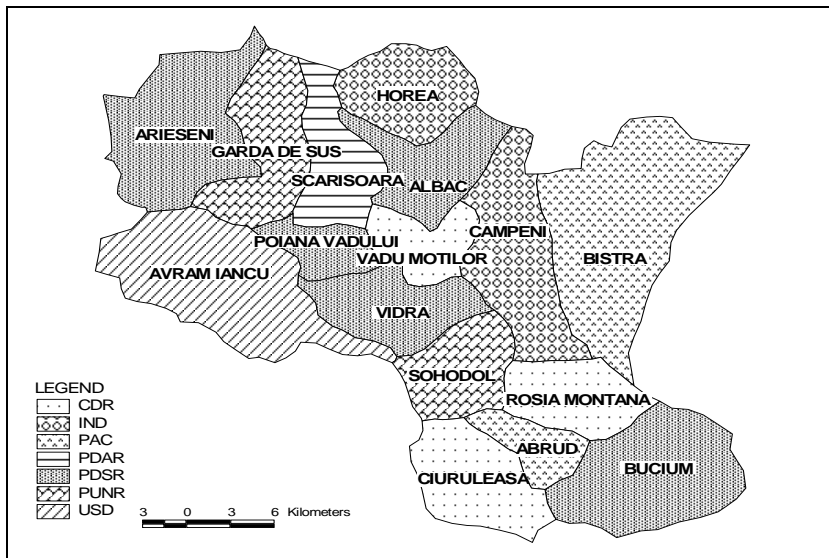 HOREA
ARIESENI
GARDA DE SUS
SCARISOARA
ALBAC
CAMPENI
POIANA VADULUI
VADU MOTILOR
BISTRA
AVRAM IANCU
VIDRA
SOHODOL
ROSIA MONTANA
ABRUD
CIURULEASA
BUCIUM
LEGEND
CDR
IND
PAC
PDAR
PDSR
PUNR
USD
3 0 3 6 Kilometers